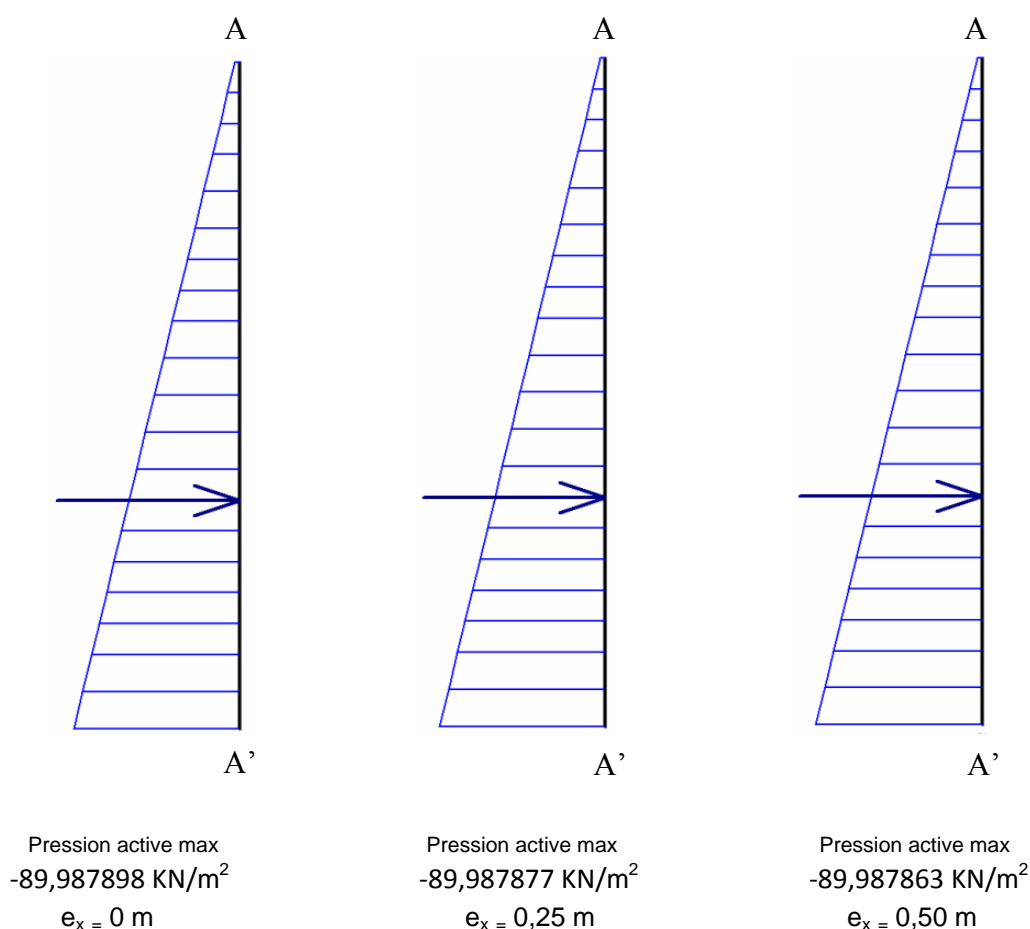 A A A
A’ A’ A’
Pression active max
-89,987898 KN/m²
eₓ ₌ 0 m
Pression active max
-89,987877 KN/m²
eₓ ₌ 0,25 m
Pression active max
-89,987863 KN/m²
eₓ ₌ 0,50 m